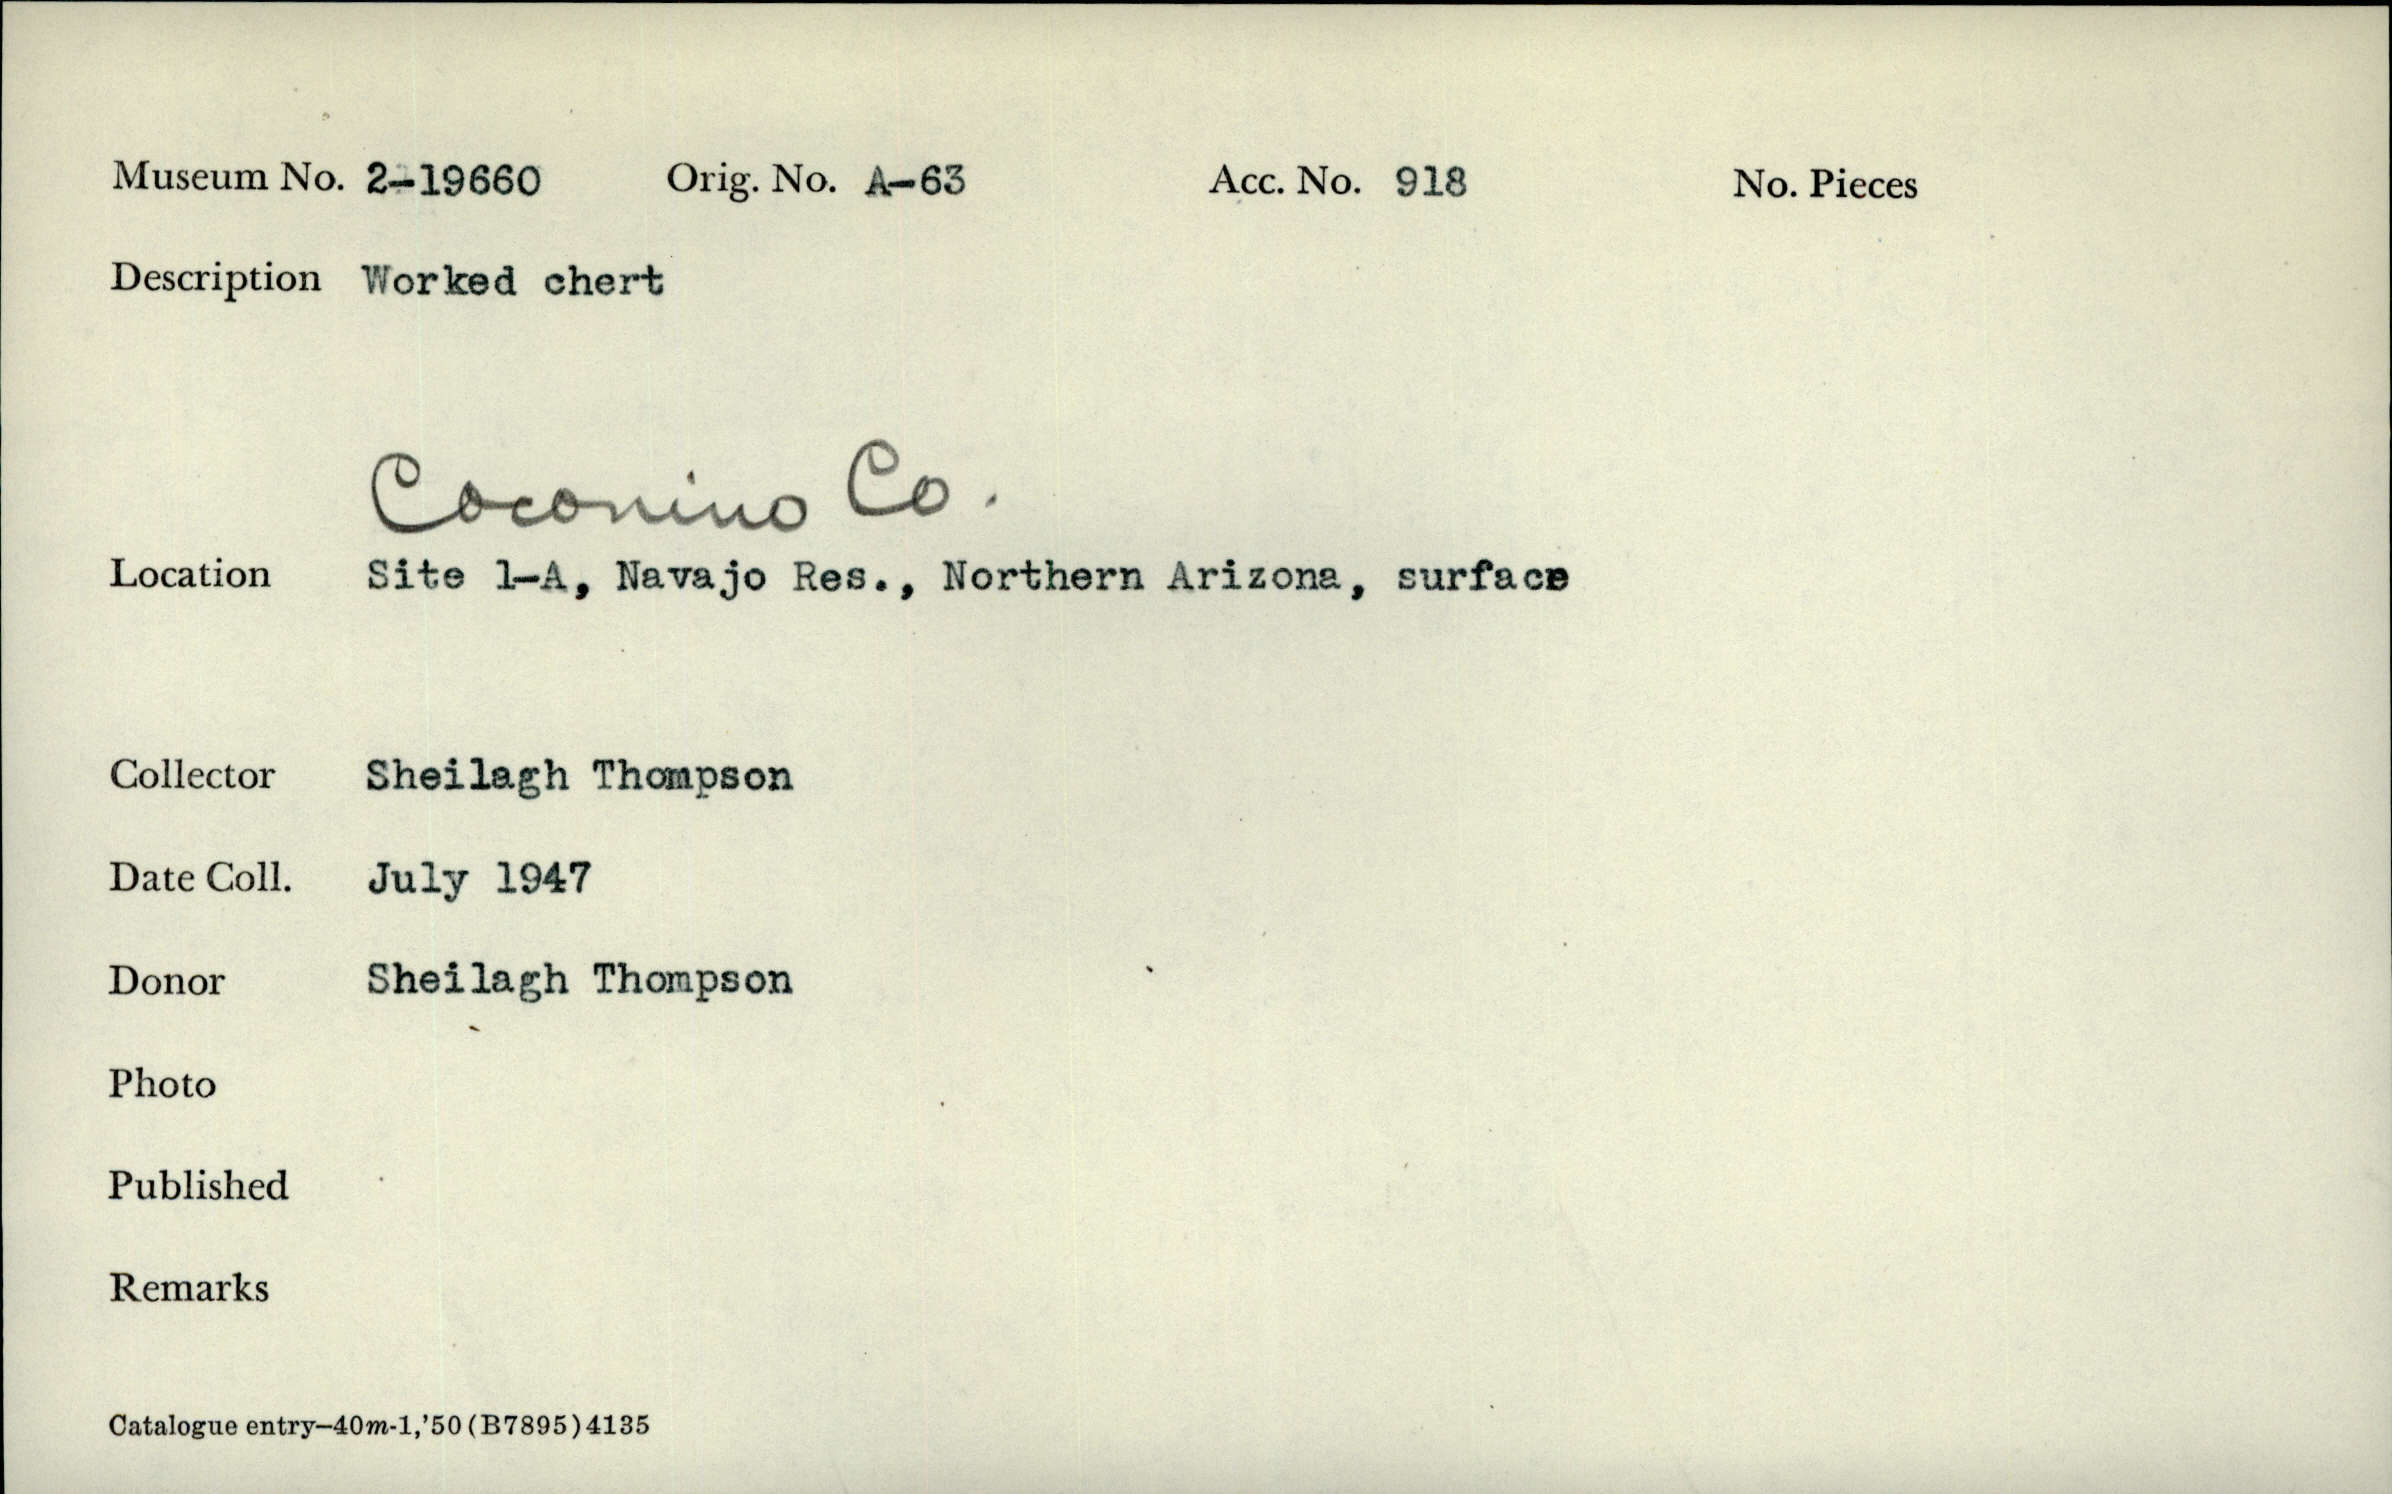 Museum No. 2-19660 Orig. No. A-63 Acc. No. 918 No. Pieces
Description Worked chert
Coconino Co.
Location Site 1-A, Navajo Res., Northern Arizona, surface
Collector Sheilagh Thompson
Date Coll. July 1947
Donor Sheilagh Thompson
Photo
Published
Remarks
Catalogue entry—40m-1,'50(B7895)4135